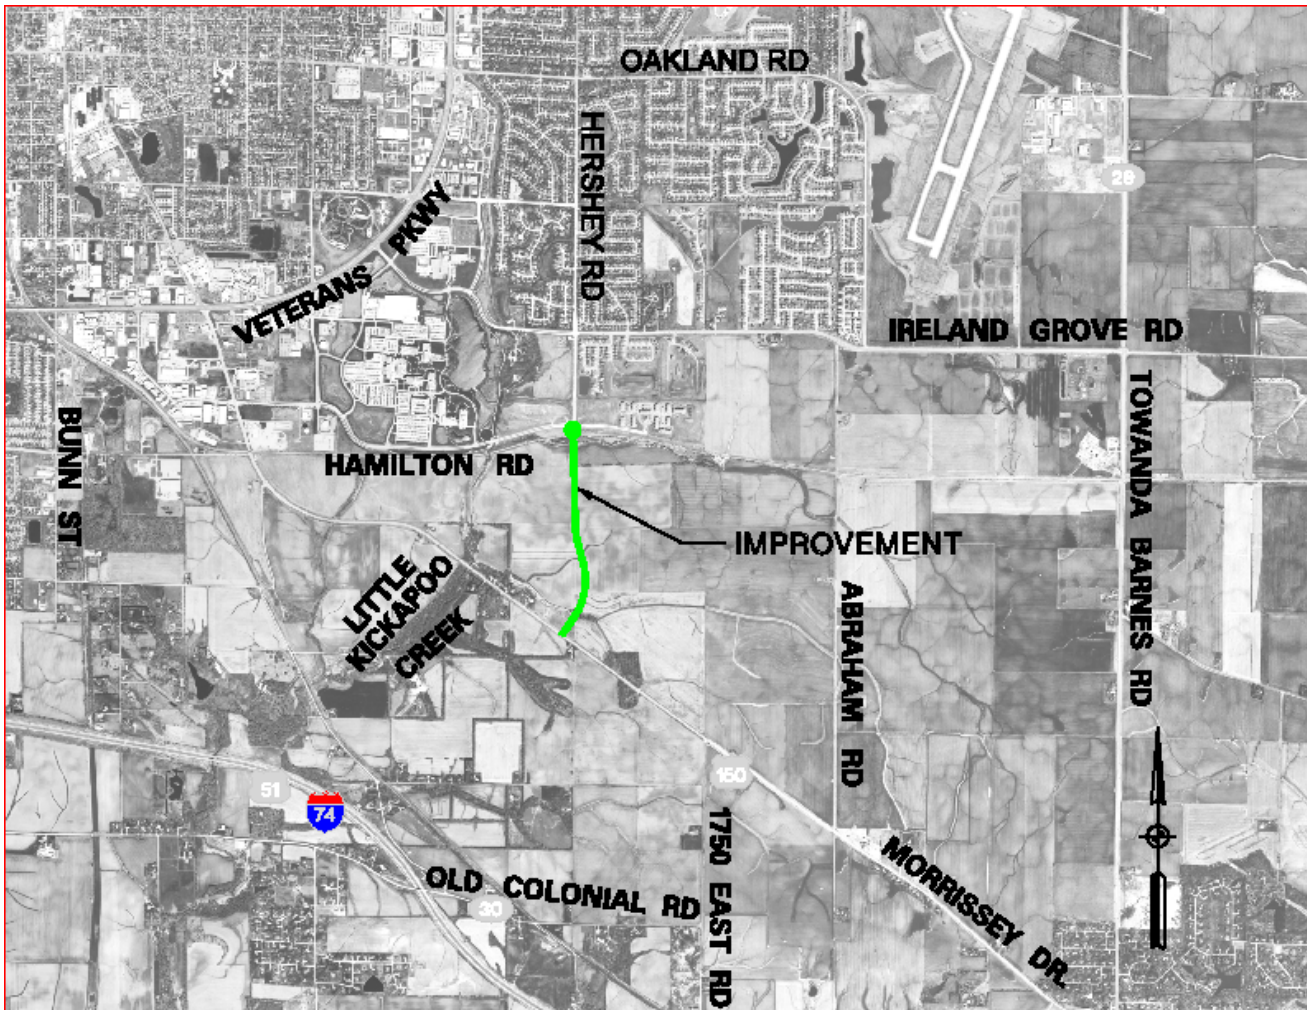 OAKLAND RD
HERSHEY RD
28
VETERANS PKWY
IRELAND GROVE RD
TOWANDA BARNES RD
BUNN ST
HAMILTON RD
IMPROVEMENT
LITTLE
KICKAPOO
CREEK
ABRAHAM RD
150
51
74
1750 EAST RD
MORRISSEY DR.
OLD COLONIAL RD
30